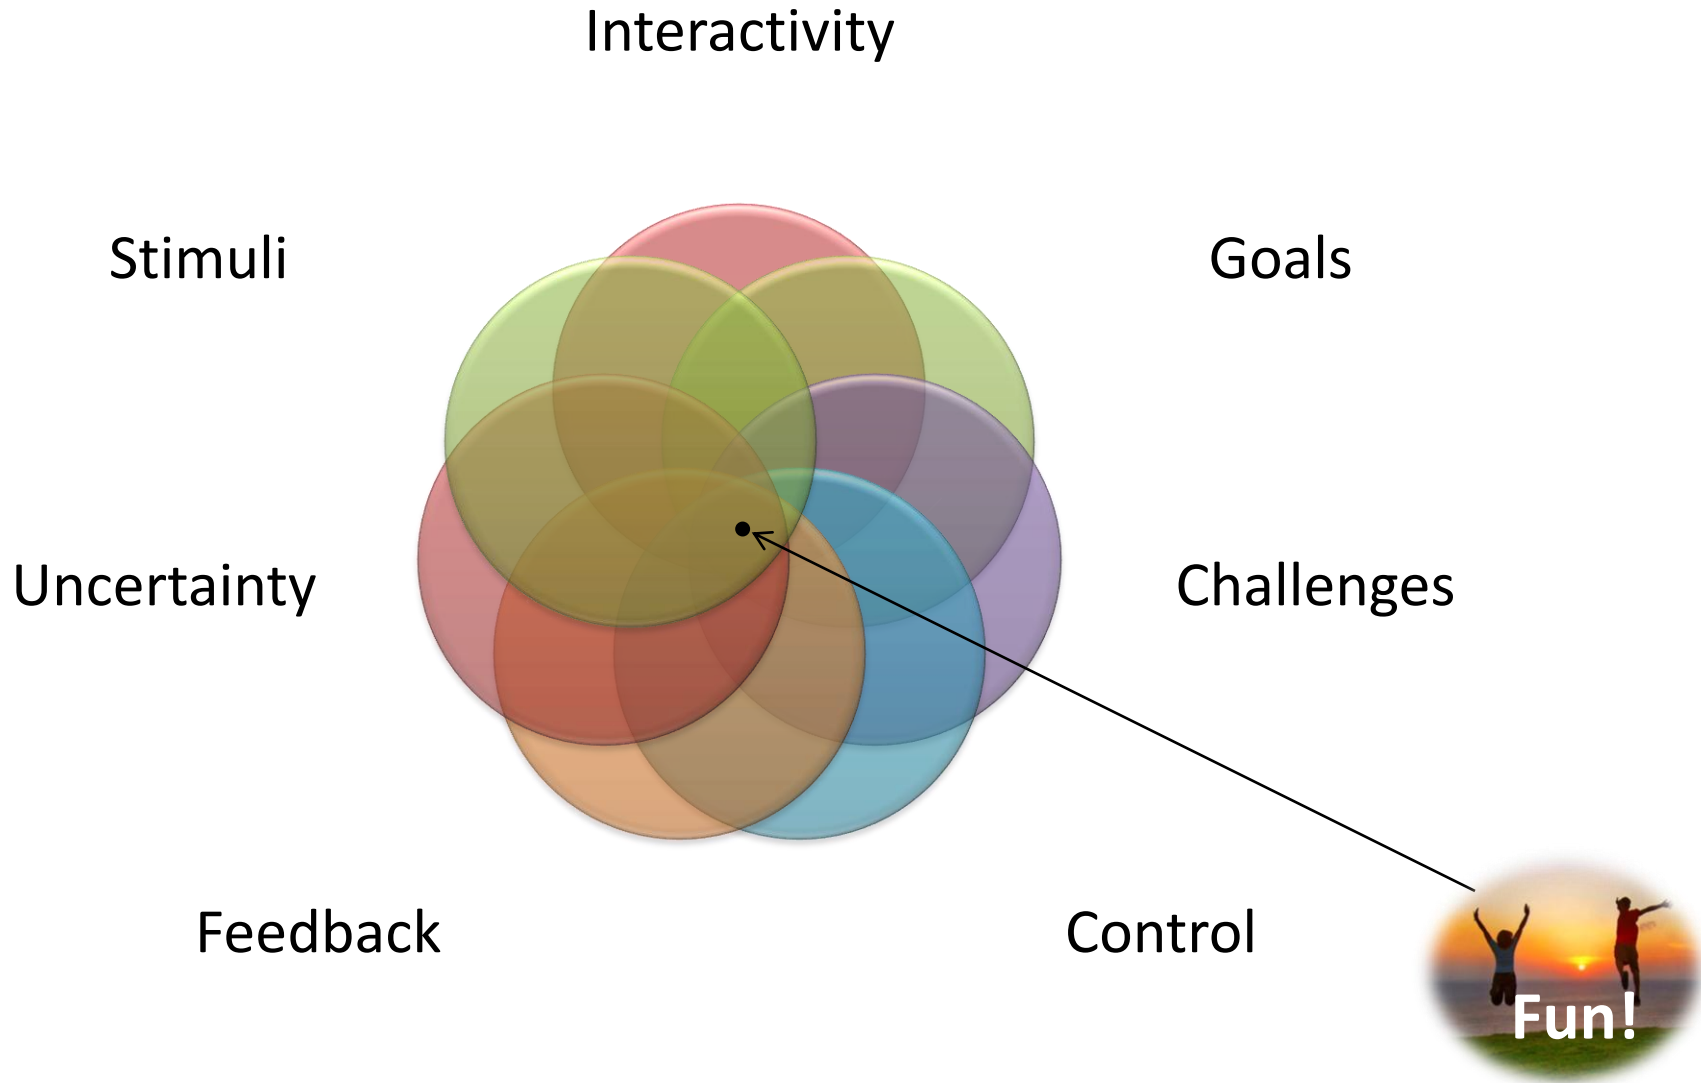 Interactivity
Stimuli
Goals
Uncertainty
Challenges
Feedback
Control
Fun!